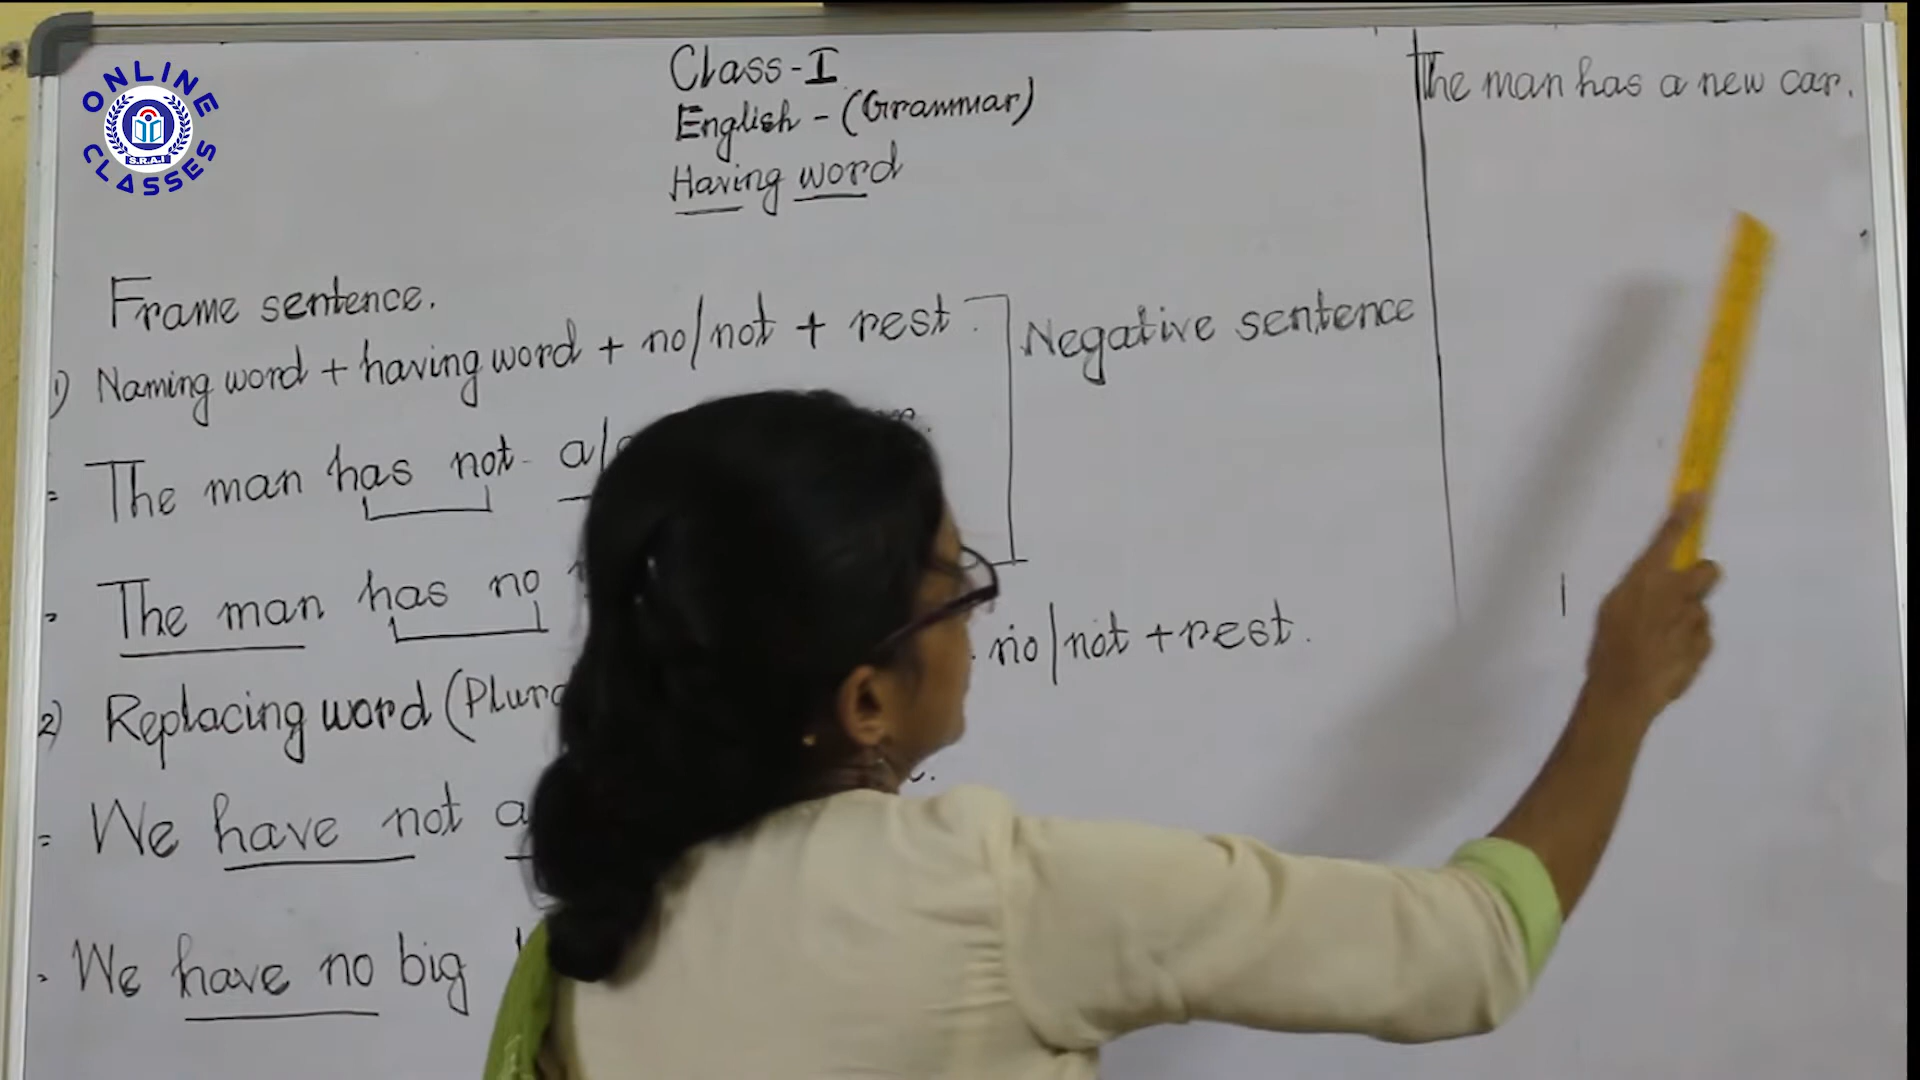 ONLINE
CLASSES
S.R.A.I
Class-I
English - (Grammar)
Having word
Frame sentence.
1) Naming word + having word + no/not + rest.
Negative sentence
= The man has not
The man has no
2) Replacing word (Plura
no/not + rest.
= We have not a
We have no big
The man has a new car.